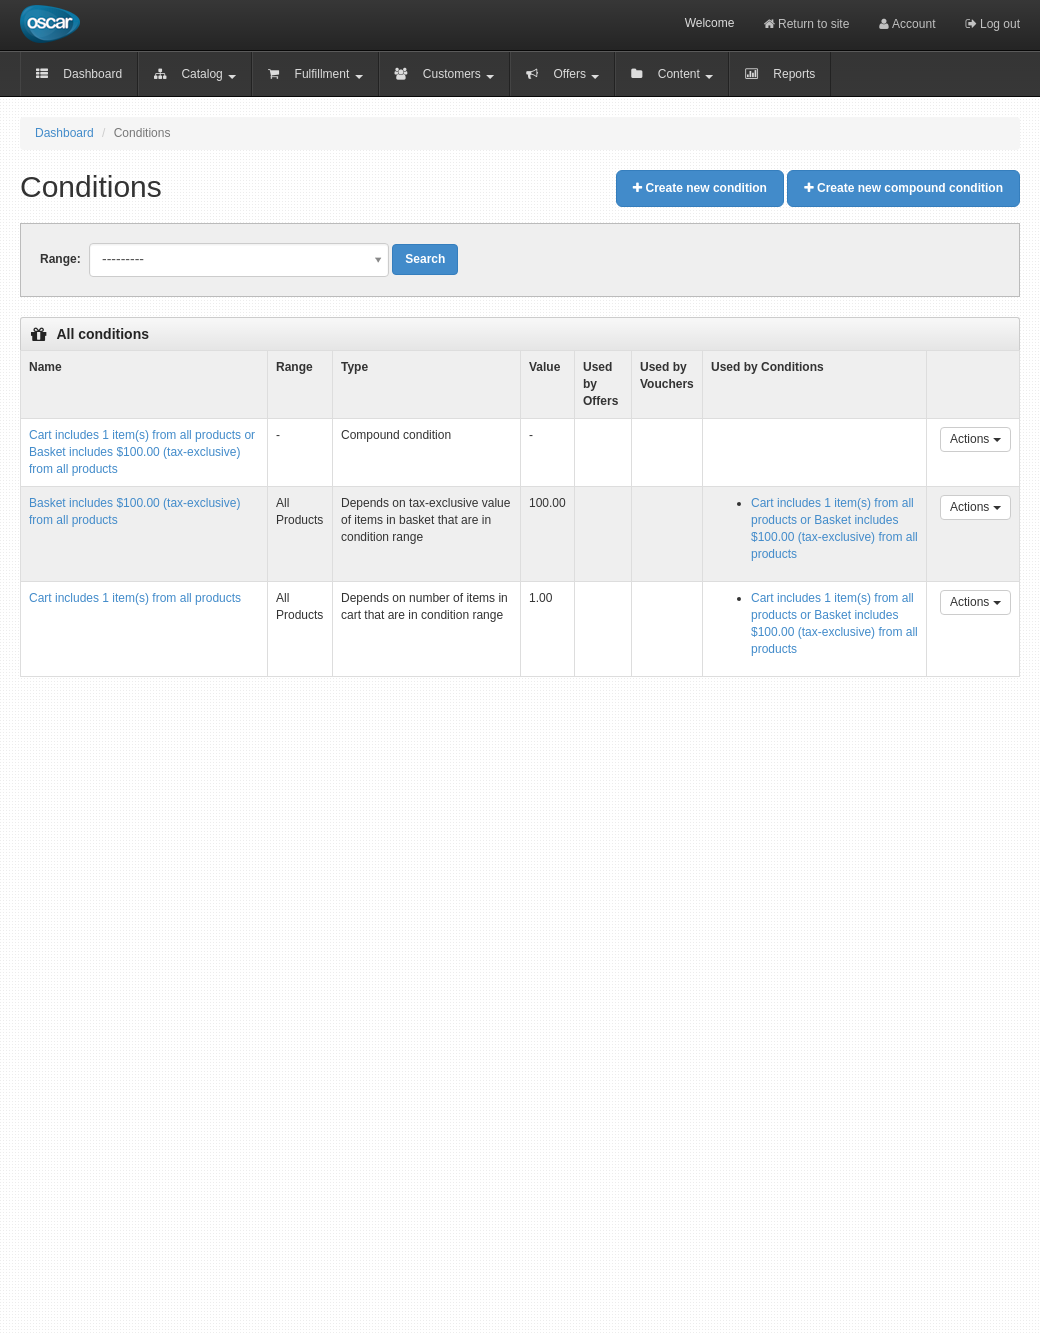 oscar
Welcome Return to site Account Log out
Dashboard Catalog Fulfillment Customers Offers Content Reports
Dashboard / Conditions
Conditions
Create new condition Create new compound condition
Range: --------- Search
All conditions
Name Range Type Value Used by Offers Used by Vouchers Used by Conditions
Cart includes 1 item(s) from all products or
Basket includes $100.00 (tax-exclusive)
from all products
-
Compound condition
-
Actions
Basket includes $100.00 (tax-exclusive)
from all products
All
Products
Depends on tax-exclusive value
of items in basket that are in
condition range
100.00
Cart includes 1 item(s) from all
products or Basket includes
$100.00 (tax-exclusive) from all
products
Actions
Cart includes 1 item(s) from all products
All
Products
Depends on number of items in
cart that are in condition range
1.00
Cart includes 1 item(s) from all
products or Basket includes
$100.00 (tax-exclusive) from all
products
Actions